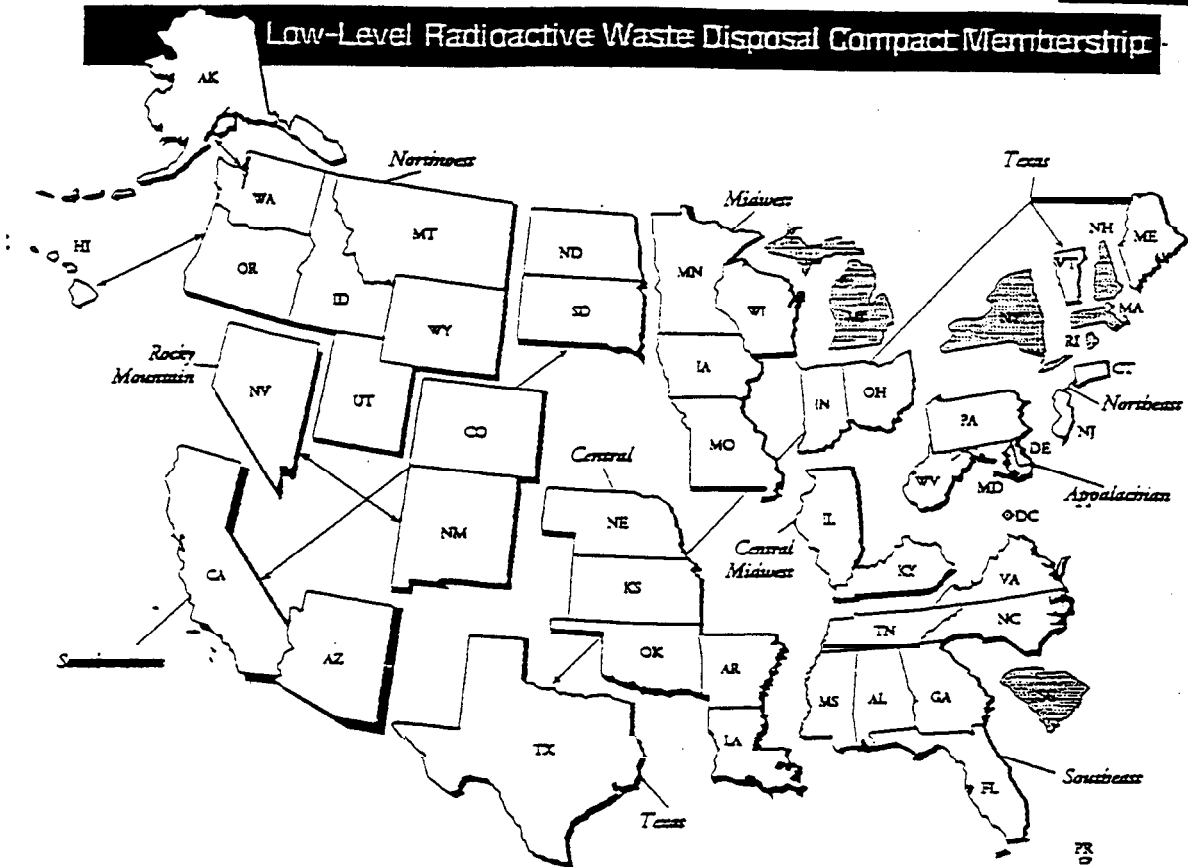 Low-Level Radioactive Waste Disposal Compact Membership
AK
Northwest
Texas
WA
Midwest
HI
MT
ND
NH
ME
OR
MN
VT
ID
SD
WI
MI
NY
MA
WY
RI
Rocky
Mountain
IA
CT
NV
UT
IN
OH
Northeast
CO
PA
NJ
MO
DE
Central
WV
MD
Appalachian
NE
IL
DC
NM
Central
Midwest
CA
KY
VA
KS
NC
TN
AZ
OK
AR
MS
AL
GA
SC
LA
TX
Southeast
FL
Texas
PR